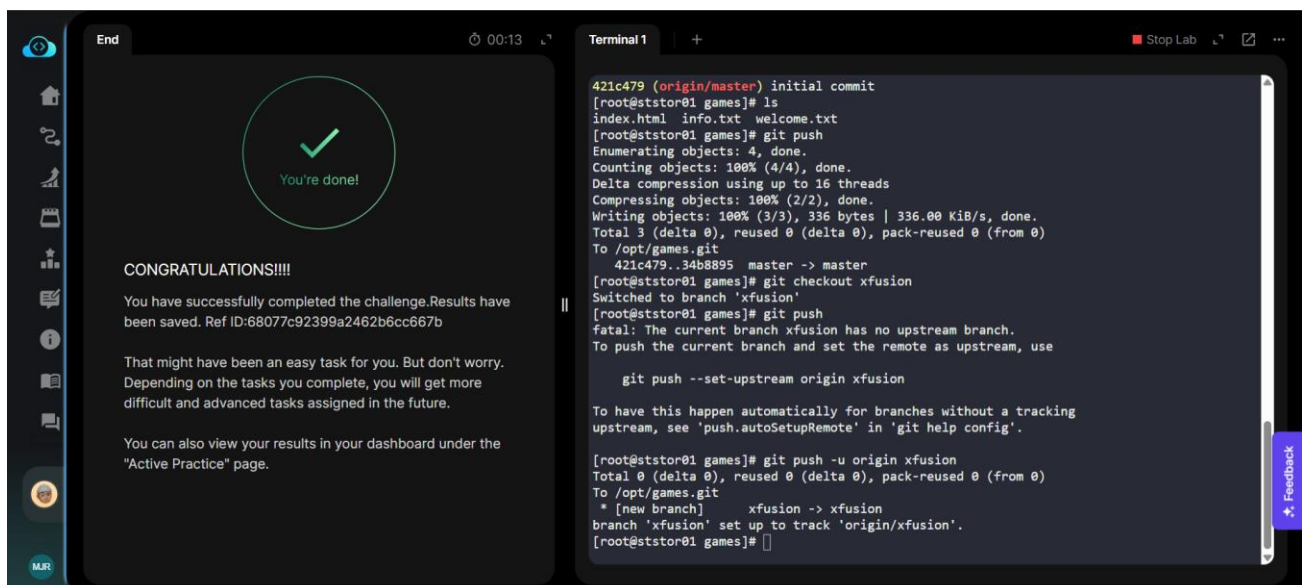 End
00:13
You're done!
CONGRATULATIONS!!!!
You have successfully completed the challenge.Results have
been saved. Ref ID:68077c92399a2462b6cc667b
That might have been an easy task for you. But don't worry.
Depending on the tasks you complete, you will get more
difficult and advanced tasks assigned in the future.
You can also view your results in your dashboard under the
"Active Practice" page.
MJR
Terminal 1
+
Stop Lab
421c479 (origin/master) initial commit
[root@ststor01 games]# ls
index.html  info.txt  welcome.txt
[root@ststor01 games]# git push
Enumerating objects: 4, done.
Counting objects: 100% (4/4), done.
Delta compression using up to 16 threads
Compressing objects: 100% (2/2), done.
Writing objects: 100% (3/3), 336 bytes | 336.00 KiB/s, done.
Total 3 (delta 0), reused 0 (delta 0), pack-reused 0 (from 0)
To /opt/games.git
   421c479..34b8895  master -> master
[root@ststor01 games]# git checkout xfusion
Switched to branch 'xfusion'
[root@ststor01 games]# git push
fatal: The current branch xfusion has no upstream branch.
To push the current branch and set the remote as upstream, use
    git push --set-upstream origin xfusion
To have this happen automatically for branches without a tracking
upstream, see 'push.autoSetupRemote' in 'git help config'.
[root@ststor01 games]# git push -u origin xfusion
Total 0 (delta 0), reused 0 (delta 0), pack-reused 0 (from 0)
To /opt/games.git
 * [new branch]      xfusion -> xfusion
branch 'xfusion' set up to track 'origin/xfusion'.
[root@ststor01 games]#
Feedback